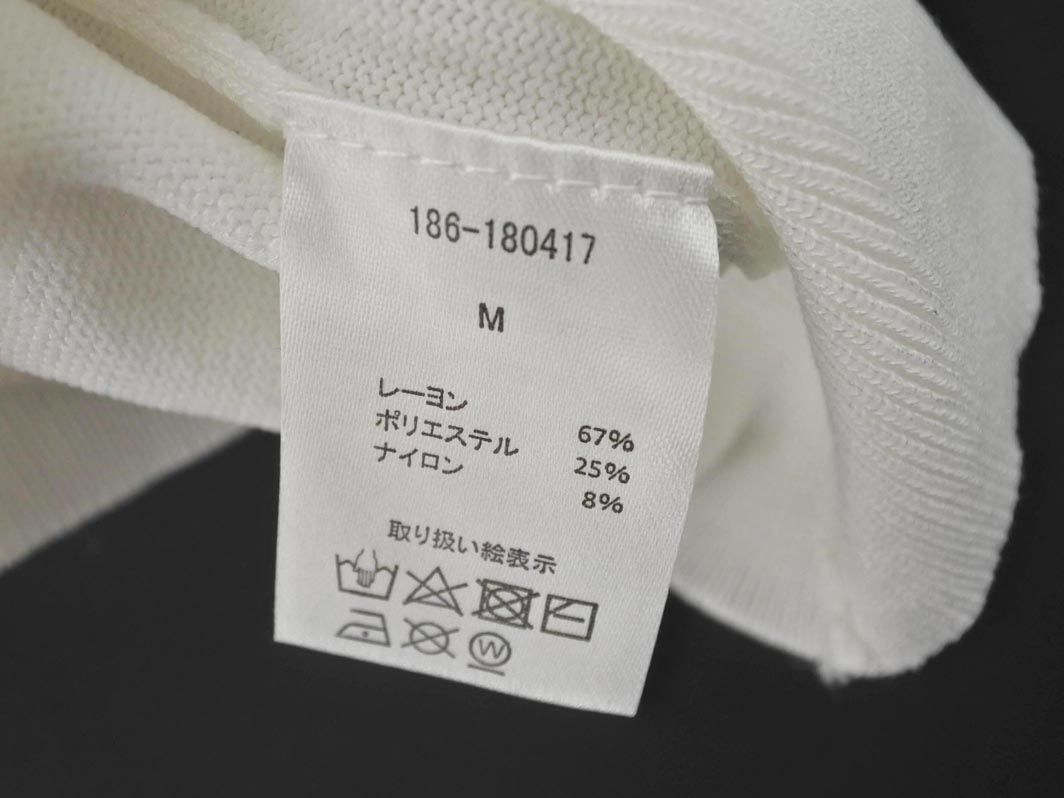 186-180417
M
レーヨン 67%
ポリエステル 25%
ナイロン 8%
取り扱い絵表示
W